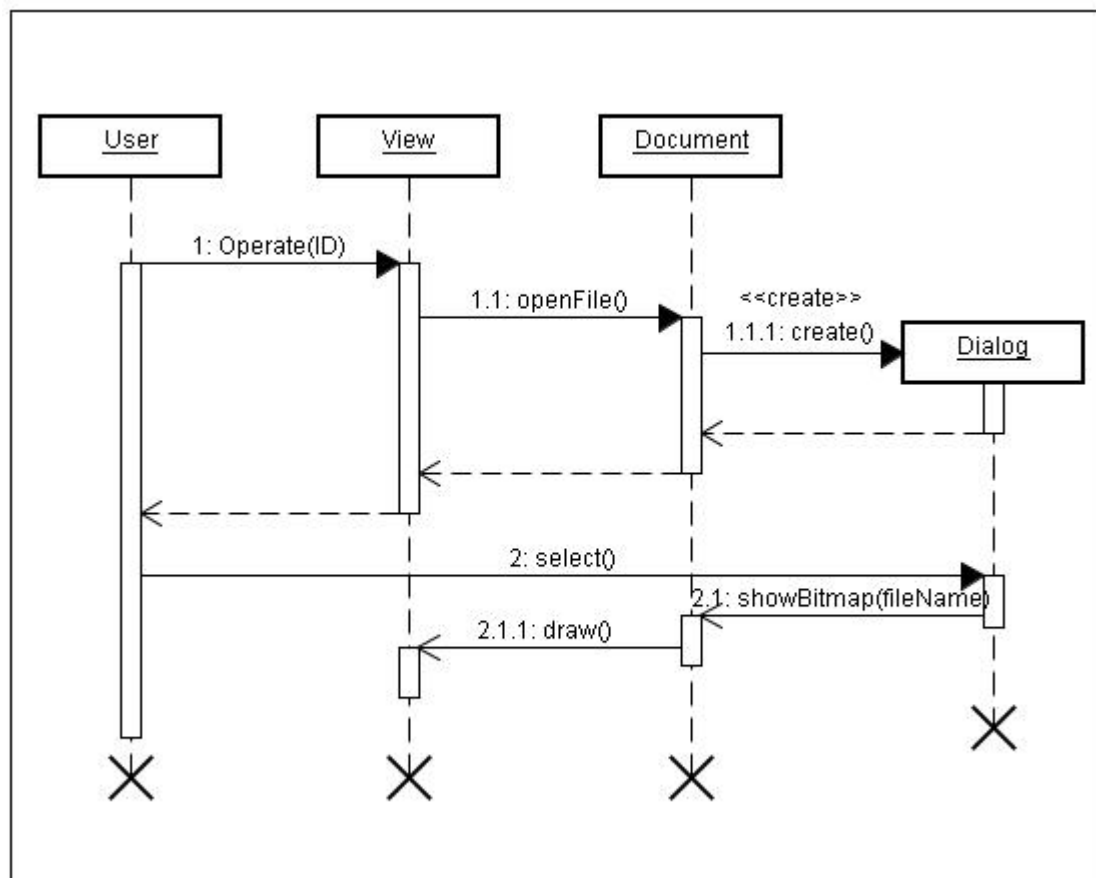 User
View
Document
1: Operate(ID)
1.1: openFile()
<<create>>
1.1.1: create()
Dialog
2: select()
2.1: showBitmap(fileName)
2.1.1: draw()